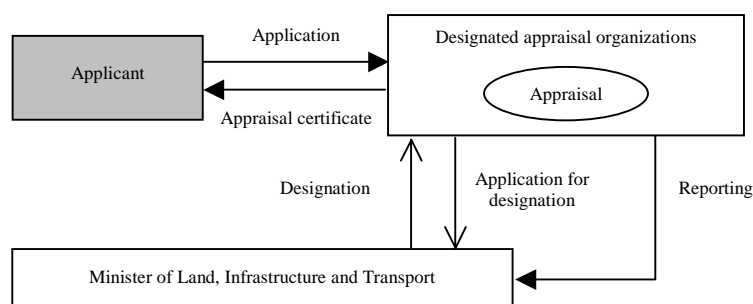 Application
Designated appraisal organizations
Applicant
Appraisal
Appraisal certificate
Designation
Application for
designation
Reporting
Minister of Land, Infrastructure and Transport